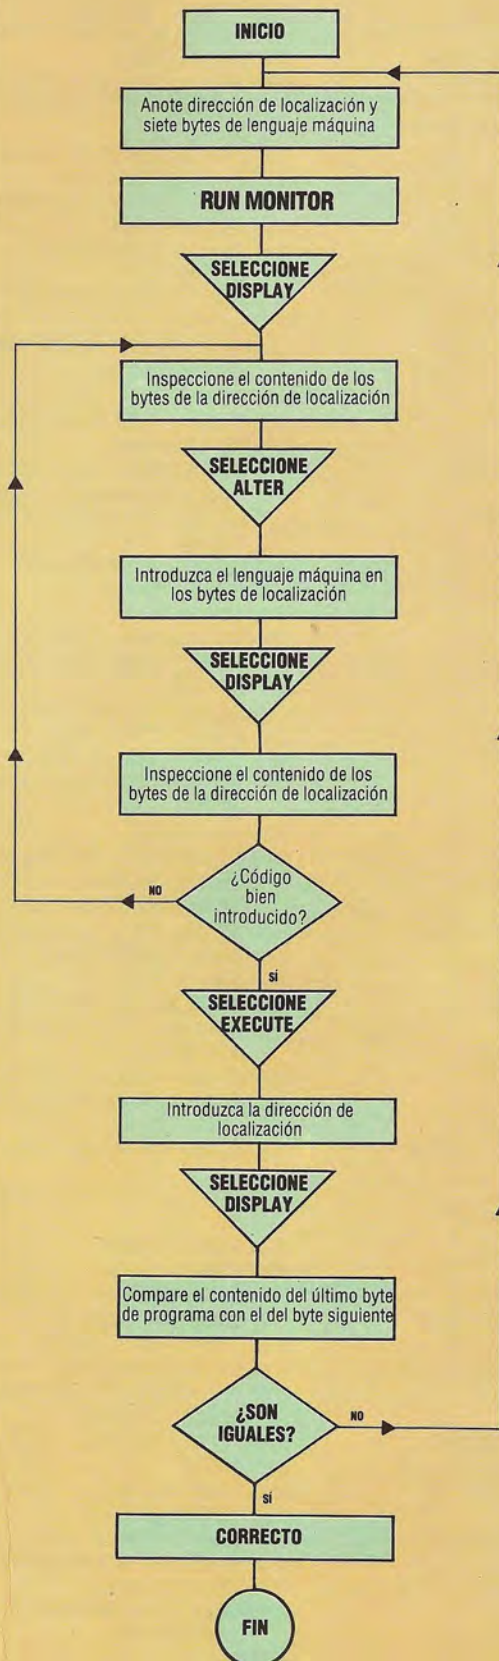 INICIO
Anote dirección de localización y
siete bytes de lenguaje máquina
RUN MONITOR
SELECCIONE
DISPLAY
Inspeccione el contenido de los
bytes de la dirección de localización
SELECCIONE
ALTER
Introduzca el lenguaje máquina en
los bytes de localización
SELECCIONE
DISPLAY
Inspeccione el contenido de los
bytes de la dirección de localización
¿Código
bien
introducido?
NO
SÍ
SELECCIONE
EXECUTE
Introduzca la dirección de
localización
SELECCIONE
DISPLAY
Compare el contenido del último byte
de programa con el del byte siguiente
¿SON
IGUALES?
NO
SÍ
CORRECTO
FIN